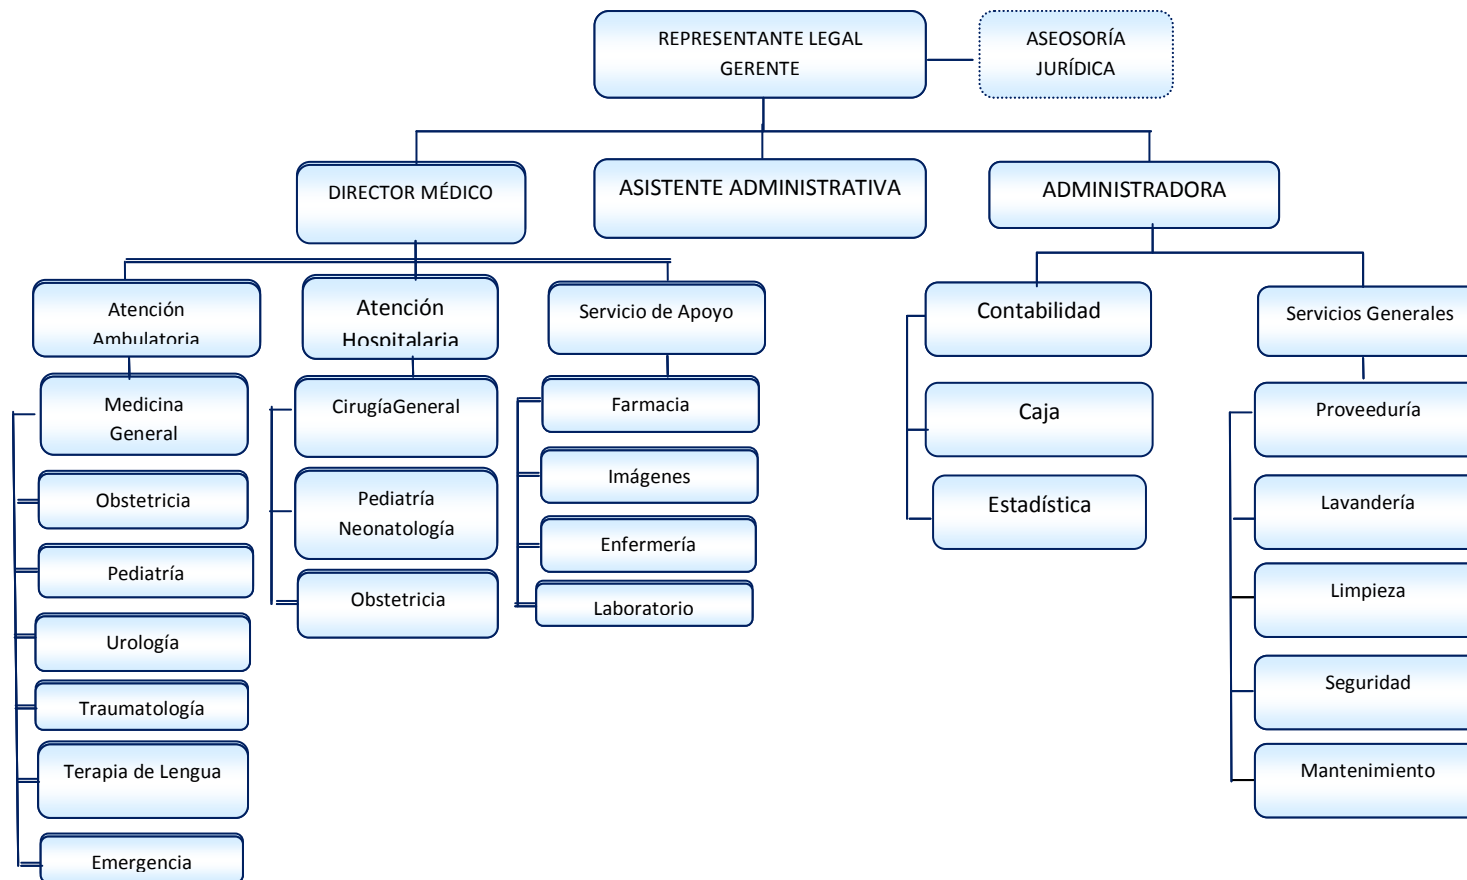 REPRESENTANTE LEGAL
GERENTE
ASEOSORÍA
JURÍDICA
DIRECTOR MÉDICO
ASISTENTE ADMINISTRATIVA
ADMINISTRADORA
Atención
Ambulatoria
Atención
Hospitalaria
Servicio de Apoyo
Contabilidad
Servicios Generales
Medicina
General
Obstetricia
Pediatría
Urología
Traumatología
Terapia de Lengua
Emergencia
CirugíaGeneral
Pediatría
Neonatología
Obstetricia
Farmacia
Imágenes
Enfermería
Laboratorio
Caja
Estadística
Proveeduría
Lavandería
Limpieza
Seguridad
Mantenimiento